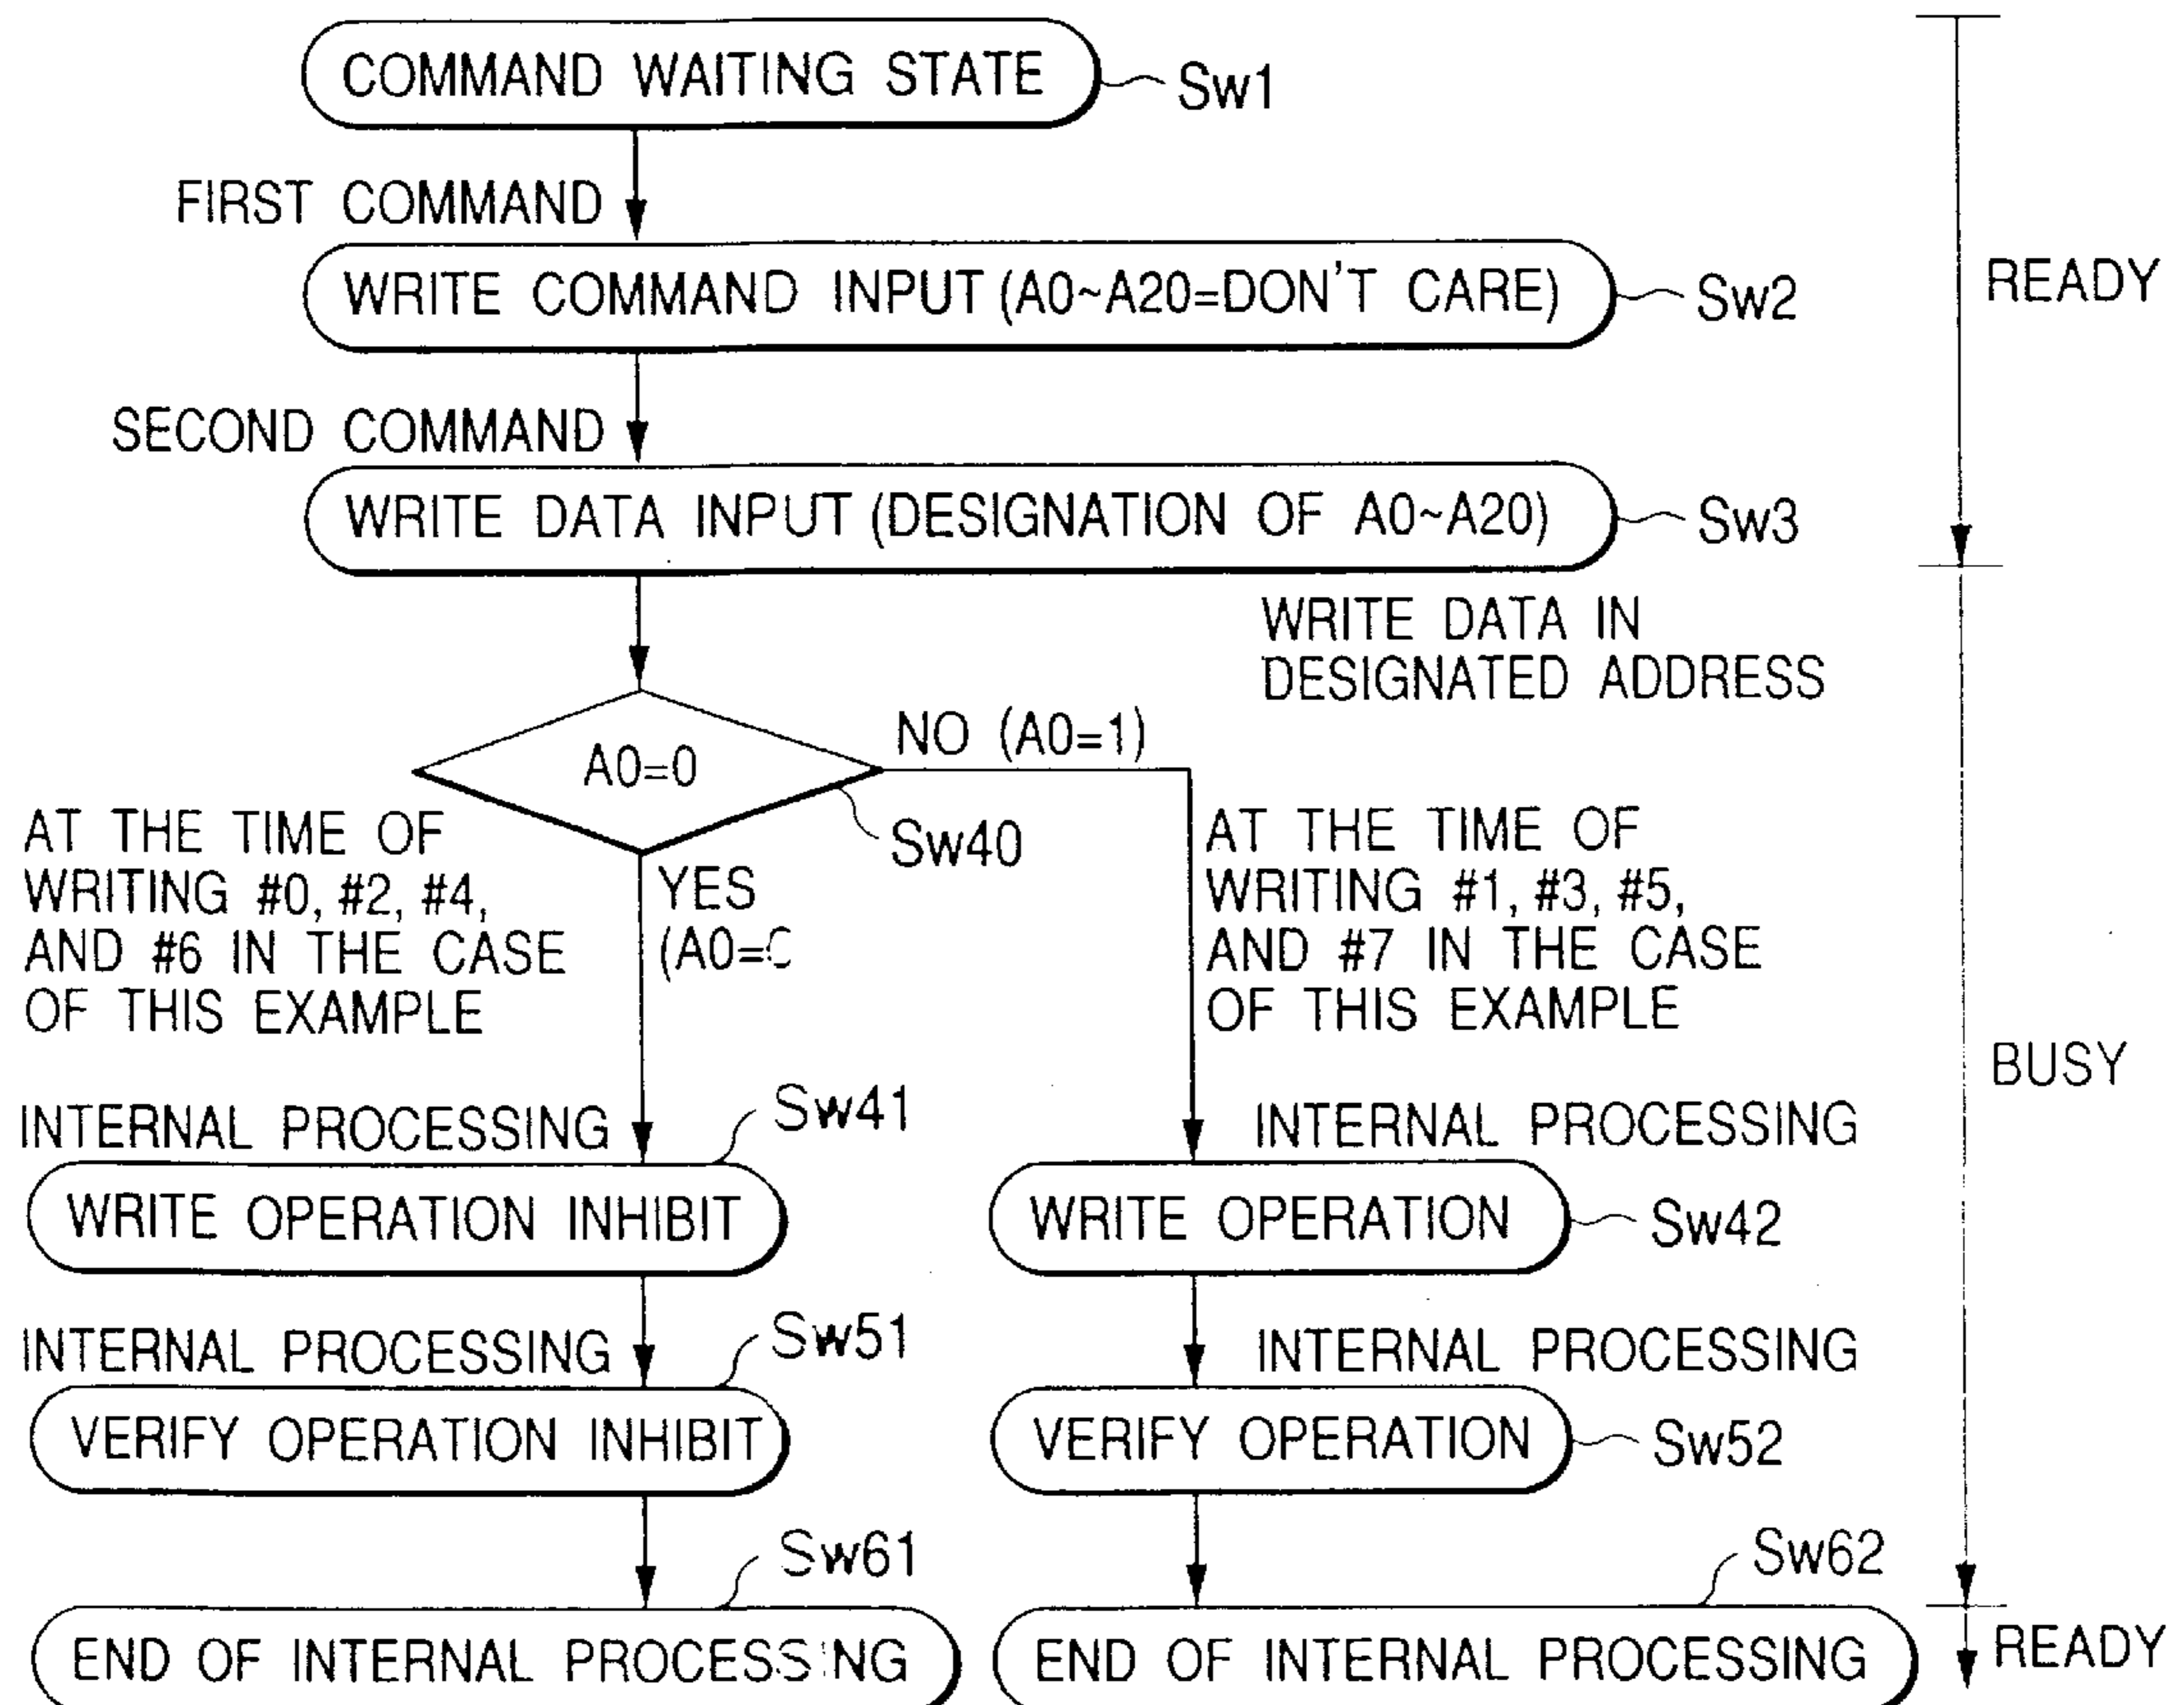 COMMAND WAITING STATE
Sw1
FIRST COMMAND
WRITE COMMAND INPUT (A0~A20=DON'T CARE)
Sw2
READY
SECOND COMMAND
WRITE DATA INPUT (DESIGNATION OF A0~A20)
Sw3
WRITE DATA IN
DESIGNATED ADDRESS
A0=0
NO (A0=1)
Sw40
AT THE TIME OF
WRITING #0, #2, #4,
AND #6 IN THE CASE
OF THIS EXAMPLE
YES
(A0=
AT THE TIME OF
WRITING #1, #3, #5,
AND #7 IN THE CASE
OF THIS EXAMPLE
BUSY
INTERNAL PROCESSING
Sw41
INTERNAL PROCESSING
WRITE OPERATION INHIBIT
WRITE OPERATION
Sw42
INTERNAL PROCESSING
Sw51
INTERNAL PROCESSING
VERIFY OPERATION INHIBIT
VERIFY OPERATION
Sw52
Sw61
Sw62
END OF INTERNAL PROCESSING
END OF INTERNAL PROCESSING
READY